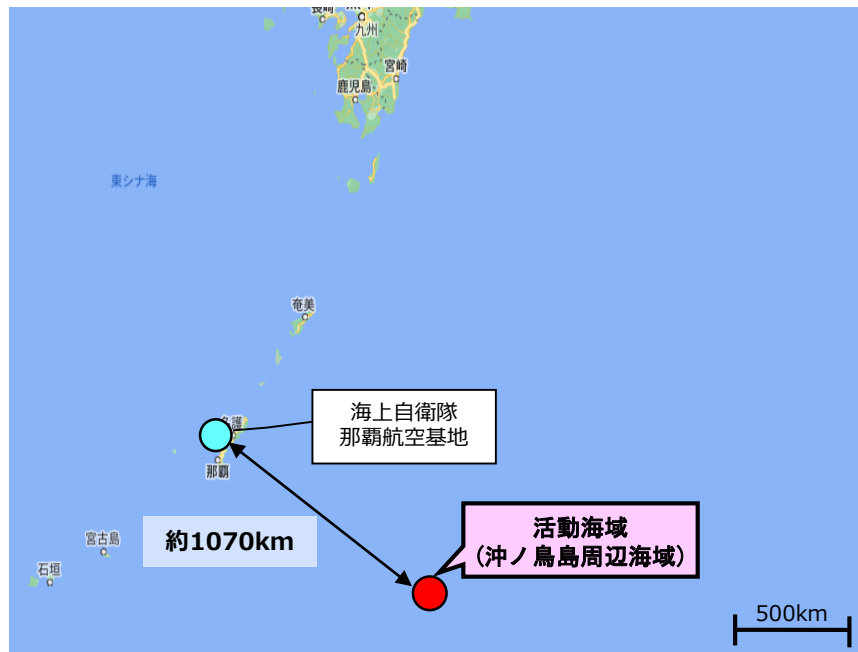 九州
宮崎
鹿児島
東シナ海
奄美
海上自衛隊
那覇航空基地
那覇
約1070km
活動海域
(沖ノ鳥島周辺海域)
宮古島
石垣
500km